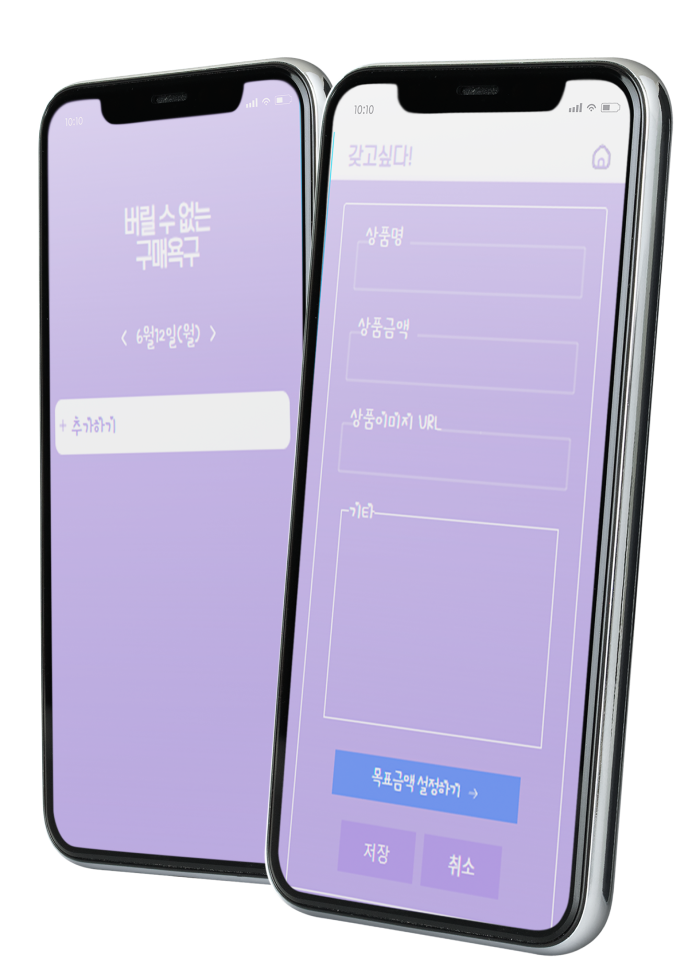 10:10
버릴 수 없는
구매욕구
< 6월12일(월) >
+ 추가하기
10:10
갖고싶다!
상품명
상품금액
상품이미지 URL
기타
목표금액 설정하기 →
저장
취소